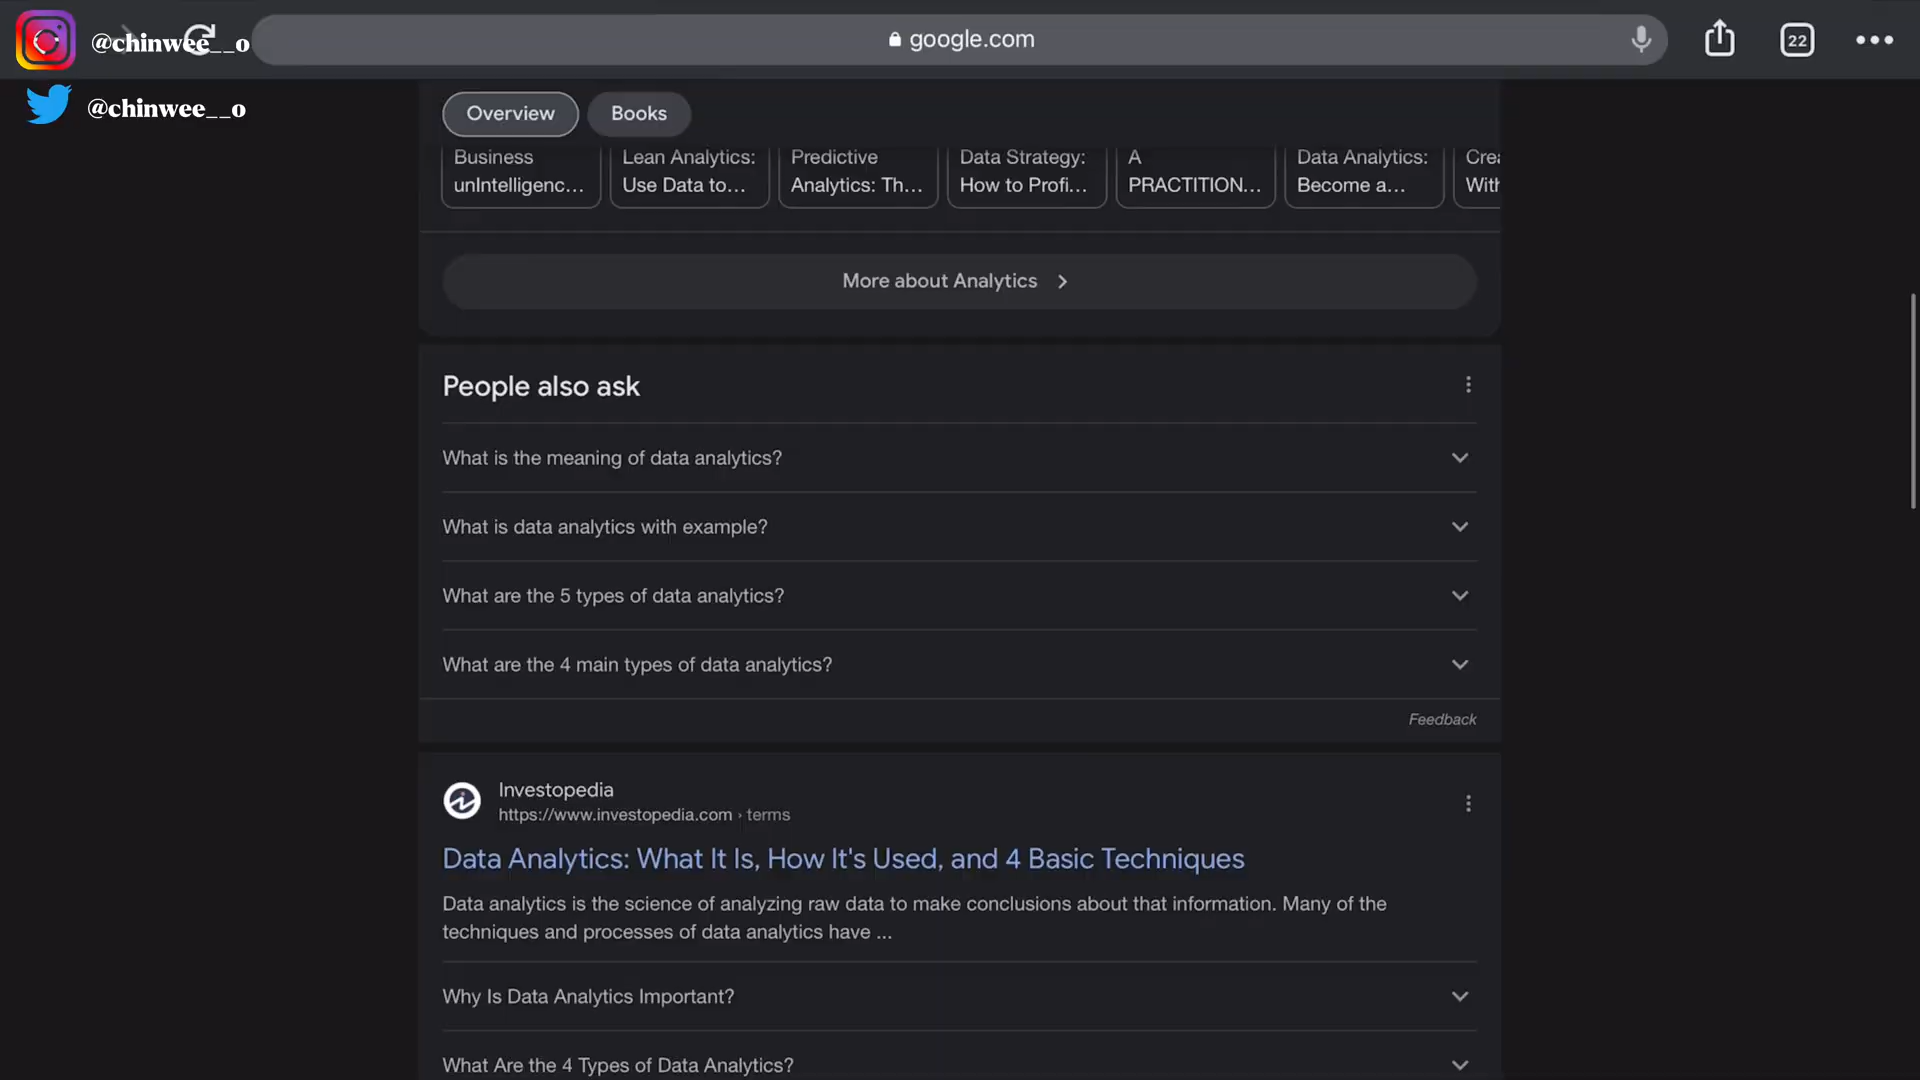 @chinwee__o
google.com
22
@chinwee__o
Overview
Books
Business
unIntelligenc...
Lean Analytics:
Use Data to...
Predictive
Analytics: Th...
Data Strategy:
How to Profi...
A
PRACTITION...
Data Analytics:
Become a...
Crea
With
More about Analytics
People also ask
What is the meaning of data analytics?
What is data analytics with example?
What are the 5 types of data analytics?
What are the 4 main types of data analytics?
Feedback
Investopedia
https://www.investopedia.com › terms
Data Analytics: What It Is, How It's Used, and 4 Basic Techniques
Data analytics is the science of analyzing raw data to make conclusions about that information. Many of the
techniques and processes of data analytics have ...
Why Is Data Analytics Important?
What Are the 4 Types of Data Analytics?